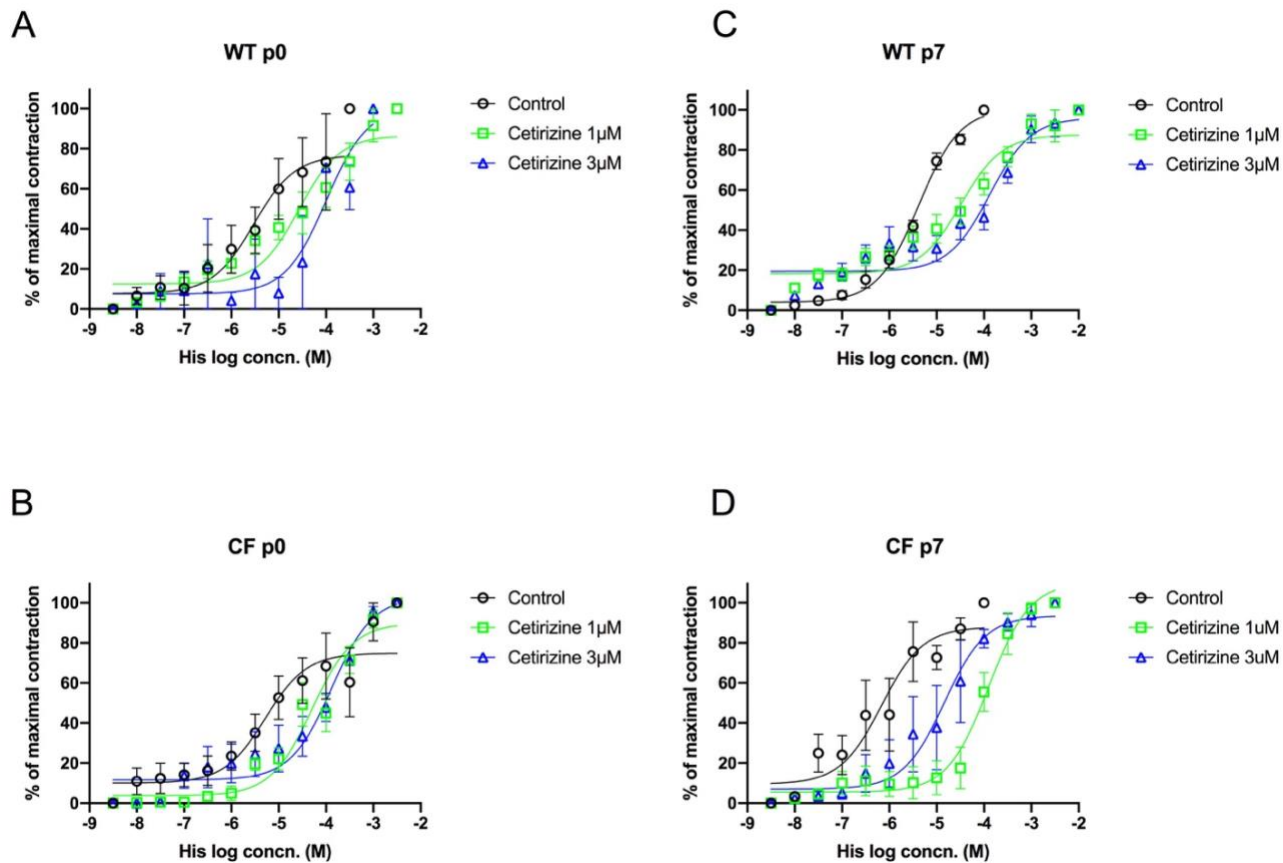 A
WT p0
% of maximal contraction
100
80
60
40
20
0
-9 -8 -7 -6 -5 -4 -3 -2
His log concn. (M)
Control
Cetirizine 1µM
Cetirizine 3µM
C
WT p7
% of maximal contraction
100
80
60
40
20
0
-9 -8 -7 -6 -5 -4 -3 -2
His log concn. (M)
Control
Cetirizine 1µM
Cetirizine 3µM
B
CF p0
% of maximal contraction
100
80
60
40
20
0
-9 -8 -7 -6 -5 -4 -3 -2
His log concn. (M)
Control
Cetirizine 1µM
Cetirizine 3µM
D
CF p7
% of maximal contraction
100
80
60
40
20
0
-9 -8 -7 -6 -5 -4 -3 -2
His log concn. (M)
Control
Cetirizine 1uM
Cetirizine 3uM